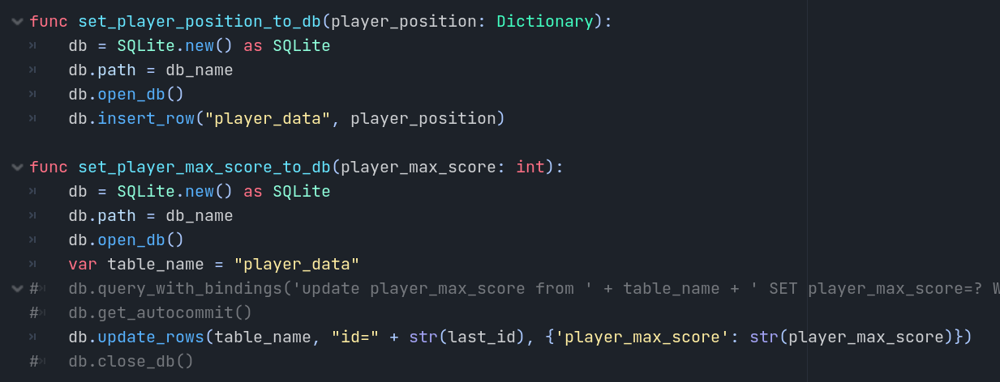 func set_player_position_to_db(player_position: Dictionary):
db = SQLite.new() as SQLite
db.path = db_name
db.open_db()
db.insert_row("player_data", player_position)
func set_player_max_score_to_db(player_max_score: int):
db = SQLite.new() as SQLite
db.path = db_name
db.open_db()
var table_name = "player_data"
# db.query_with_bindings('update player_max_score from ' + table_name + ' SET player_max_score=? W
# db.get_autocommit()
db.update_rows(table_name, "id=" + str(last_id), {'player_max_score': str(player_max_score)})
# db.close_db()